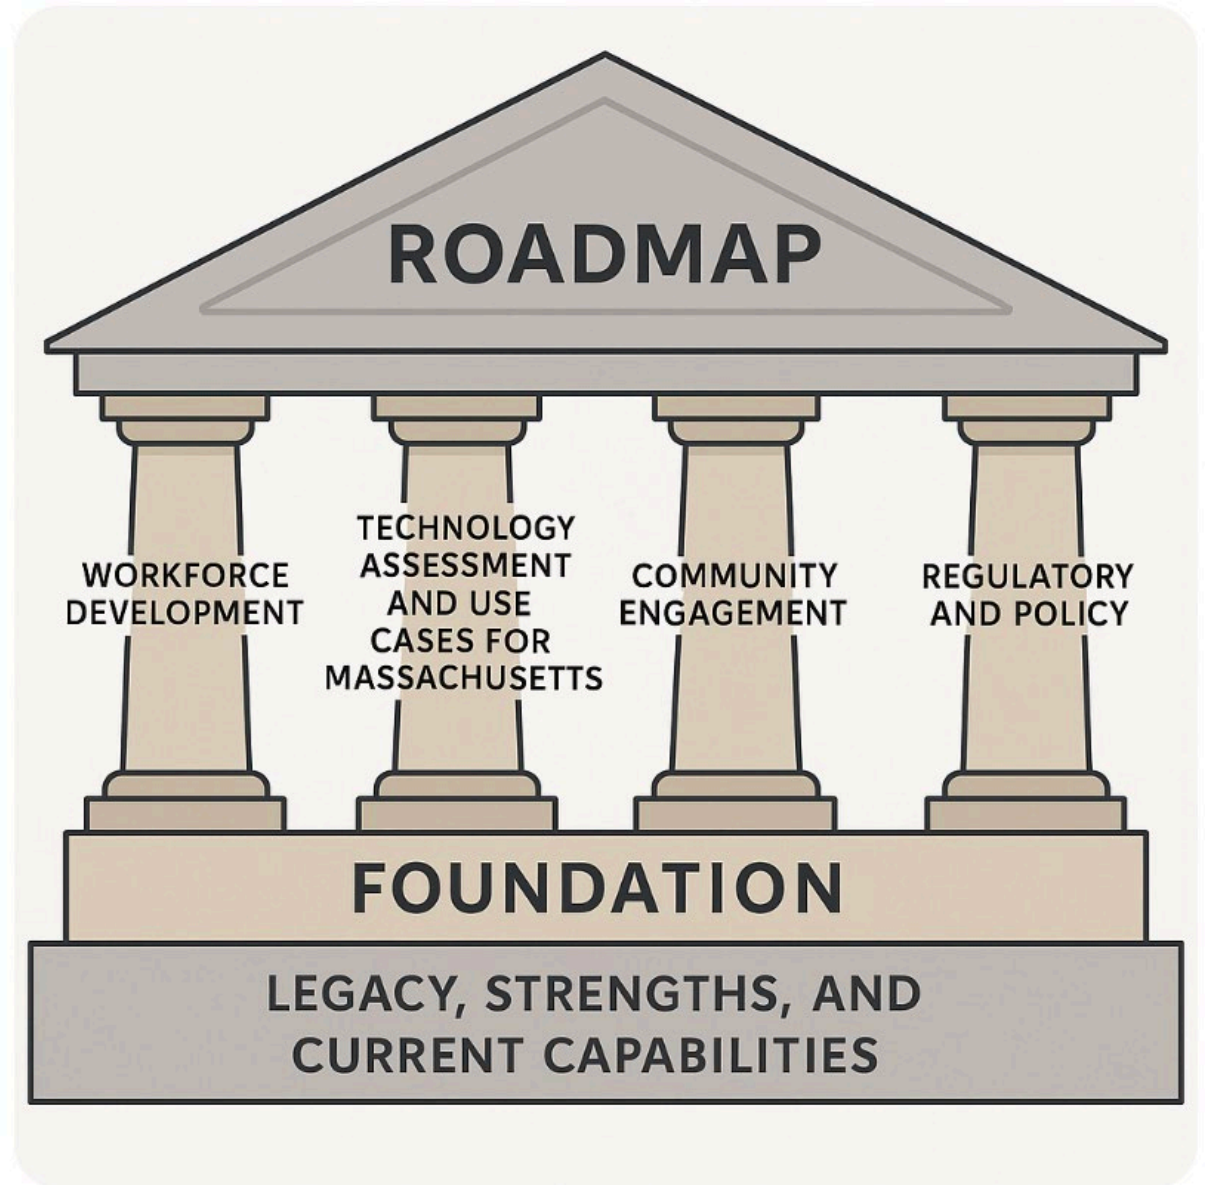 ROADMAP
WORKFORCE
DEVELOPMENT
TECHNOLOGY
ASSESSMENT
AND USE
CASES FOR
MASSACHUSETTS
COMMUNITY
ENGAGEMENT
REGULATORY
AND POLICY
FOUNDATION
LEGACY, STRENGTHS, AND
CURRENT CAPABILITIES